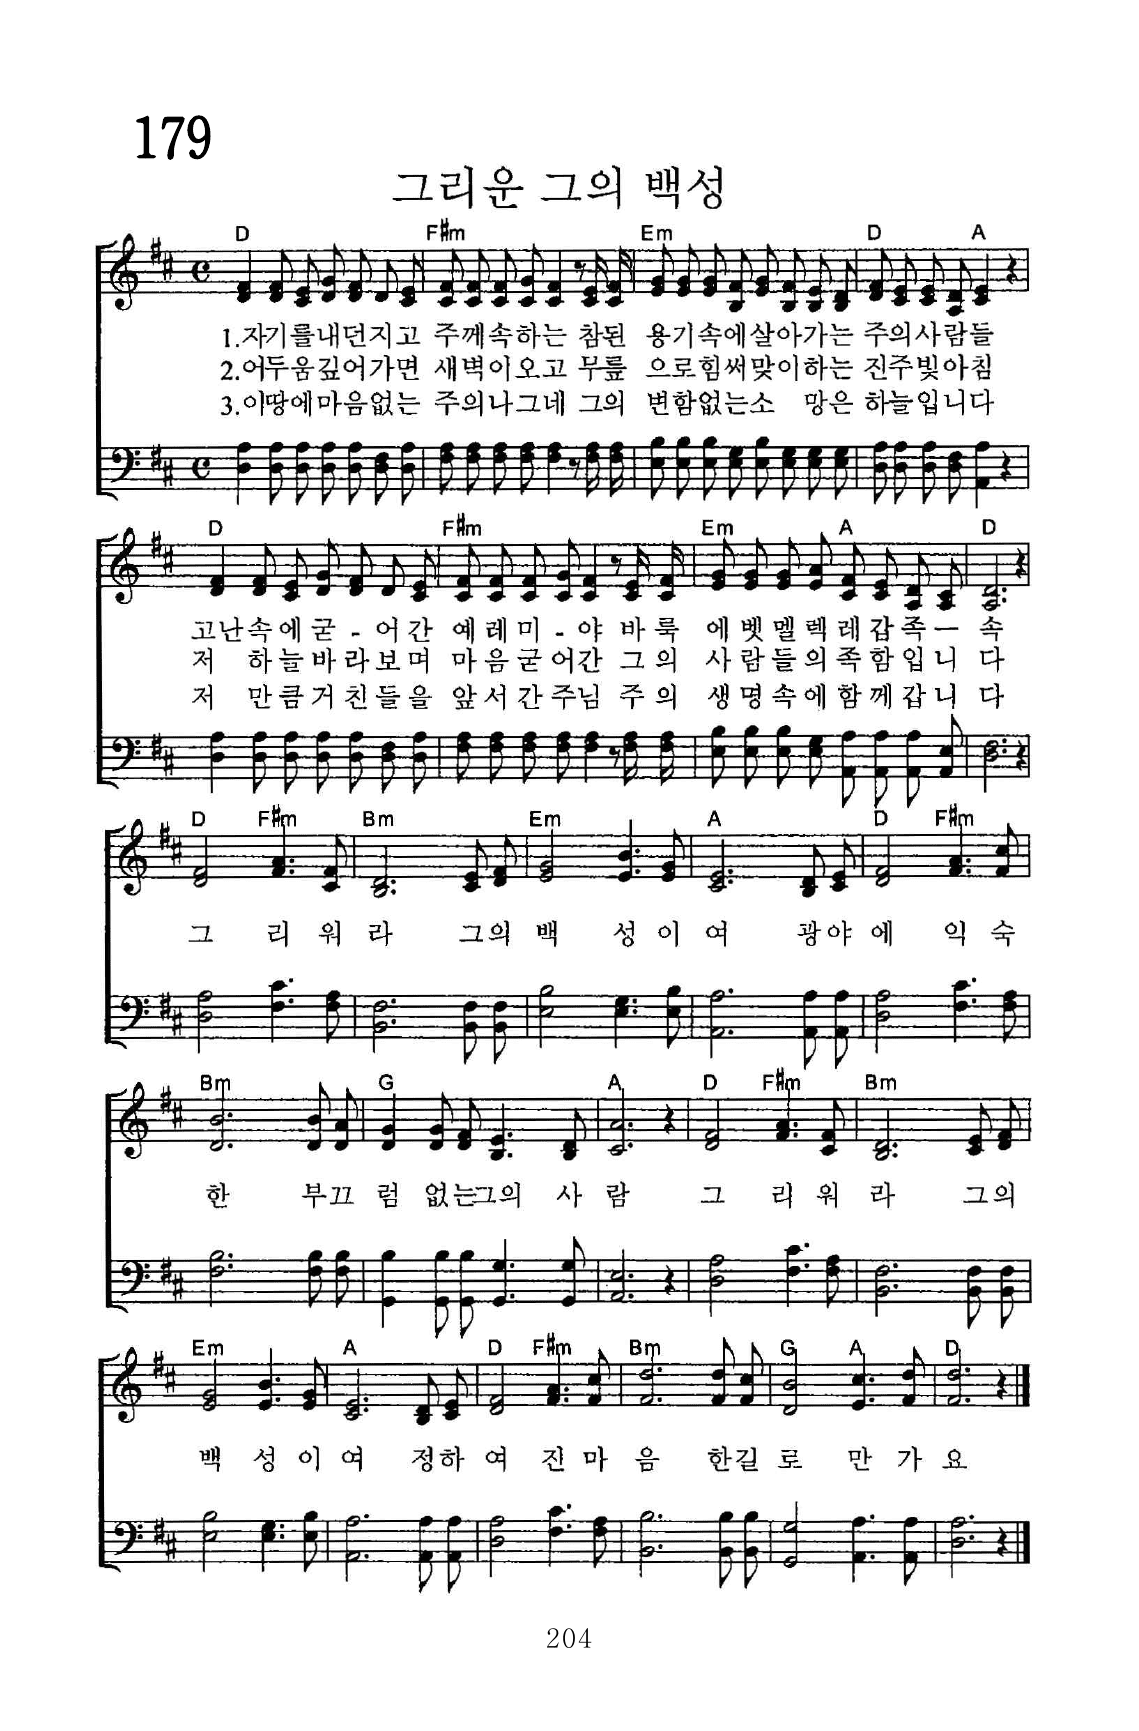 179
그리운 그의 백성
D F#m Em D A
1.자기를내던지고 주께속하는 참된 용기속에살아가는 주의사람들
2.어두움깊어가면 새벽이오고 무릎 으로힘써맞이하는 진주빛아침
3.이땅에마음없는 주의나그네 그의 변함없는소 망은 하늘입니다
D F#m Em A D
고난속에굳 - 어간 예레미 - 야 바룩 에벳멜렉레갑족ー 속
저 하늘바라보며 마음굳어간 그의 사람들의족함입니 다
저 만큼거친들을 앞서간주님 주의 생명속에함께갑니 다
D F#m Bm Em A D F#m
그 리 워 라 그의 백 성 이 여 광야 에 익 숙
Bm G A D F#m Bm
한 부끄 럼 없는그의 사 람 그 리 워 라 그의
Em A D F#m Bm G A D
백 성 이 여 정하 여 진 마 음 한길 로 만 가 요
204